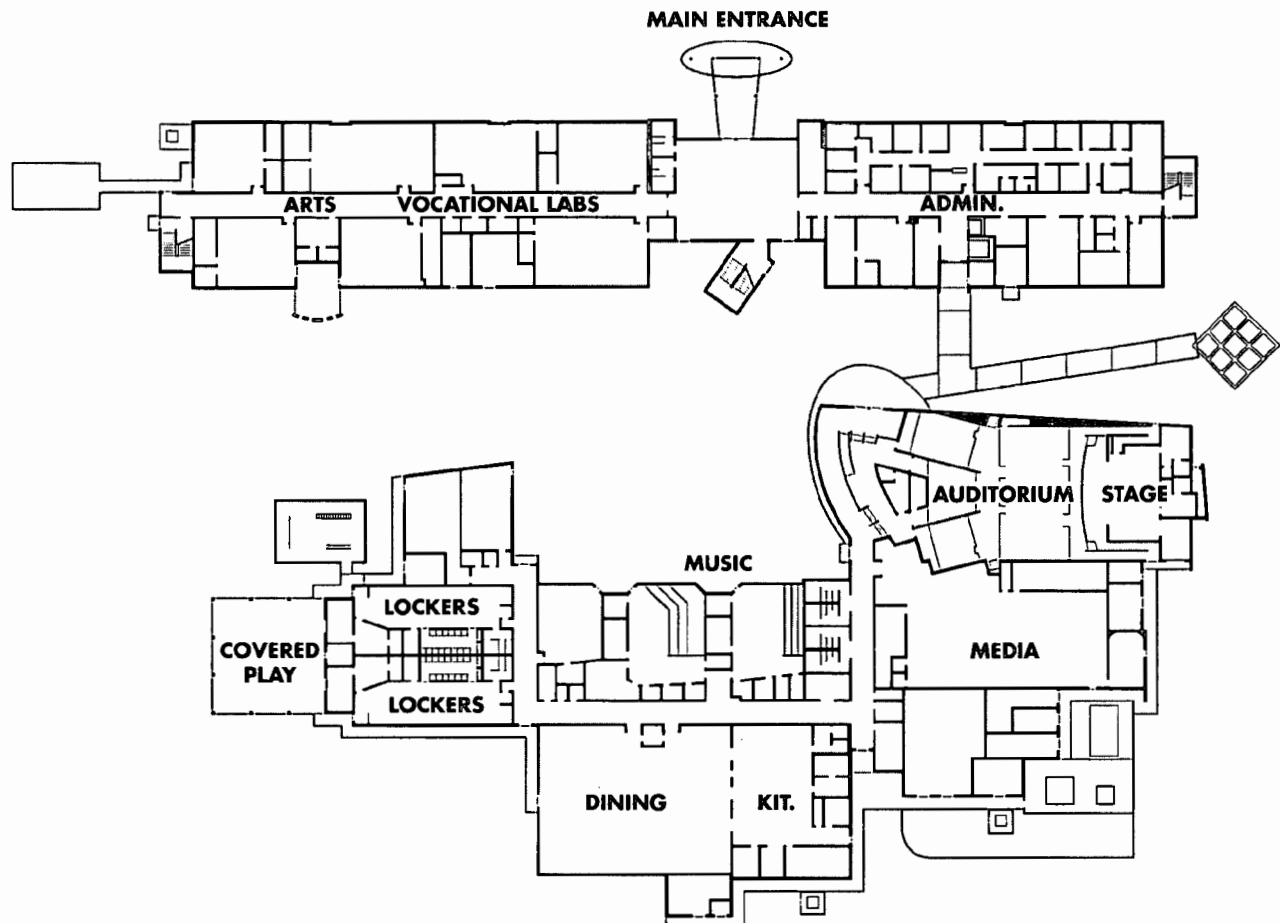 MAIN ENTRANCE
ARTS
VOCATIONAL LABS
ADMIN.
AUDITORIUM
STAGE
MUSIC
LOCKERS
COVERED
PLAY
MEDIA
LOCKERS
DINING
KIT.